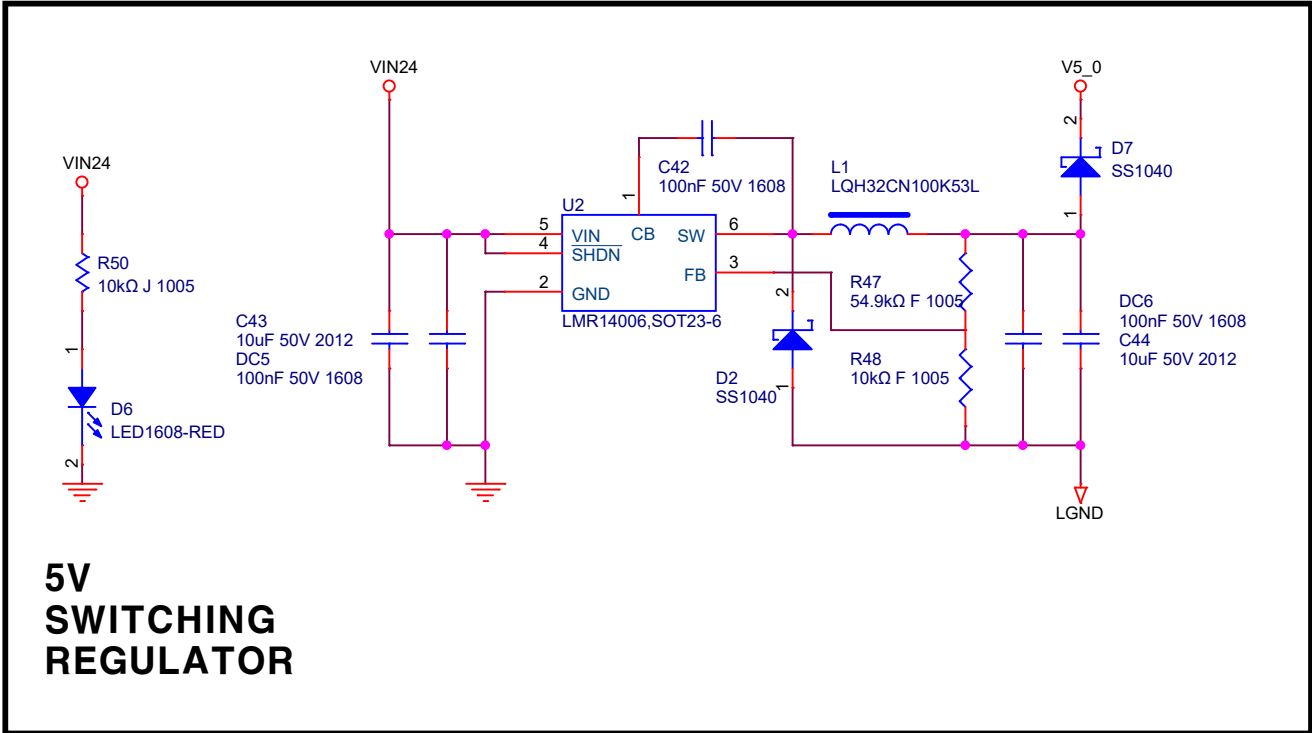 VIN24
R50
10kΩ J 1005
1
D6
LED1608-RED
2
VIN24
C43
10uF 50V 2012
DC5
100nF 50V 1608
C42
100nF 50V 1608
1
U2
5
VIN
CB
SW
6
4
SHDN
FB
3
2
GND
LMR14006,SOT23-6
L1
LQH32CN100K53L
2
D2
SS1040
1
R47
54.9kΩ F 1005
R48
10kΩ F 1005
V5_0
2
D7
SS1040
1
DC6
100nF 50V 1608
C44
10uF 50V 2012
LGND
5V
SWITCHING
REGULATOR